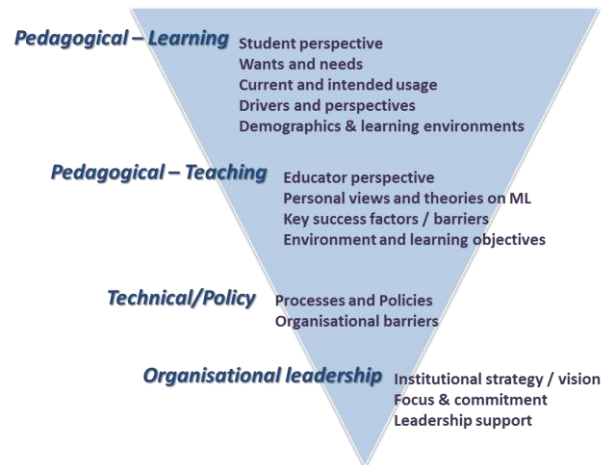 Pedagogical – Learning
Student perspective
Wants and needs
Current and intended usage
Drivers and perspectives
Demographics & learning environments
Pedagogical – Teaching
Educator perspective
Personal views and theories on ML
Key success factors / barriers
Environment and learning objectives
Technical/Policy
Processes and Policies
Organisational barriers
Organisational leadership
Institutional strategy / vision
Focus & commitment
Leadership support